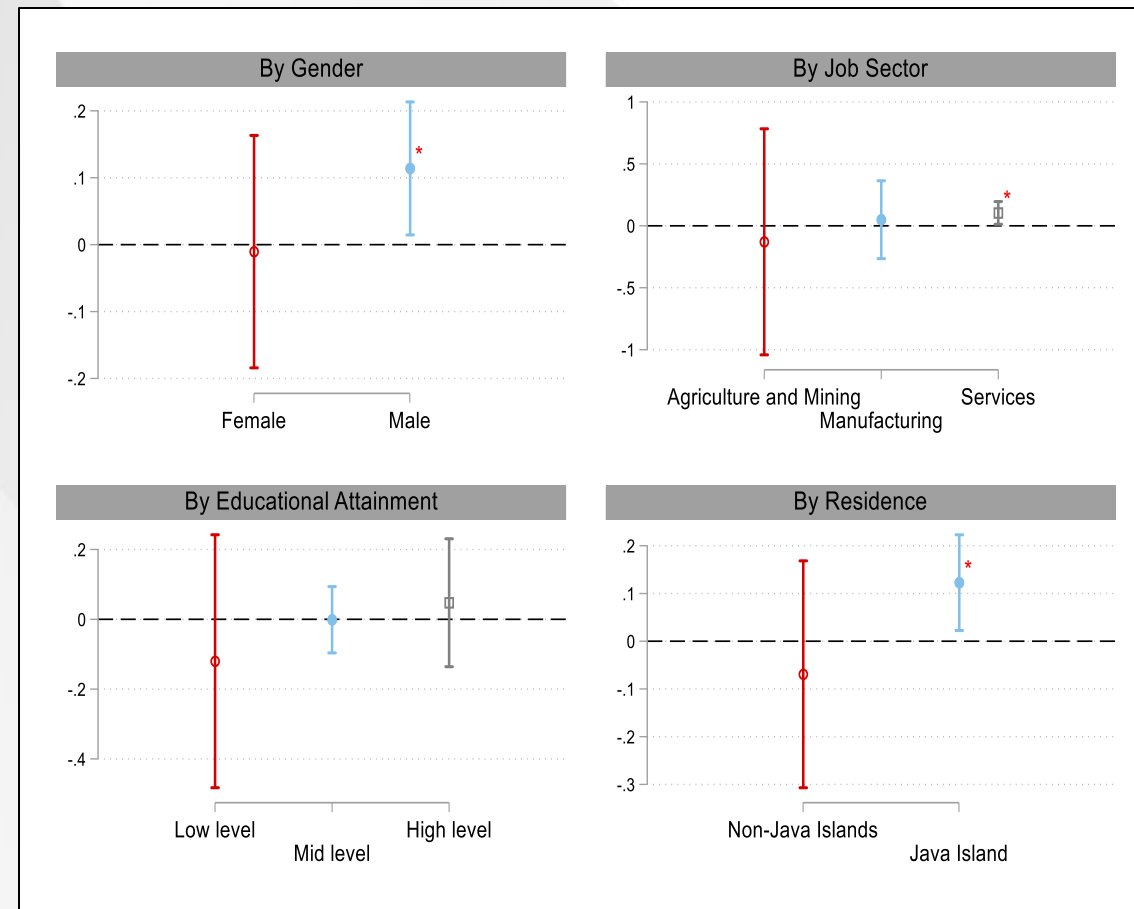 By Gender
.2
.1
0
-.1
-.2
*
Female
Male
By Job Sector
1
.5
0
-.5
-1
*
Agriculture and Mining
Services
Manufacturing
By Educational Attainment
.2
0
-.2
-.4
Low level
High level
Mid level
By Residence
.2
.1
0
-.1
-.2
-.3
*
Non-Java Islands
Java Island